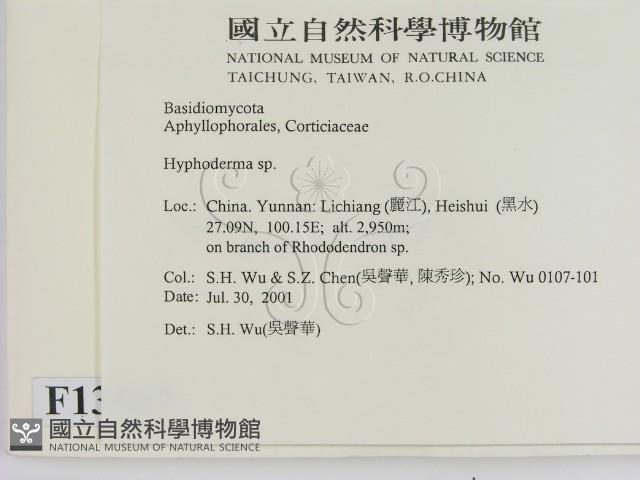 國立自然科學博物館
NATIONAL MUSEUM OF NATURAL SCIENCE
TAICHUNG, TAIWAN, R.O.CHINA
Basidiomycota
Aphyllophorales, Corticiaceae
Hyphoderma sp.
Loc.: China. Yunnan: Lichiang (麗江), Heishui (黑水)
27.09N, 100.15E; alt. 2,950m;
on branch of Rhododendron sp.
Col.: S.H. Wu & S.Z. Chen(吳聲華, 陳秀珍); No. Wu 0107-101
Date: Jul. 30, 2001
Det.: S.H. Wu(吳聲華)
F13
國立自然科學博物館
NATIONAL MUSEUM OF NATURAL SCIENCE